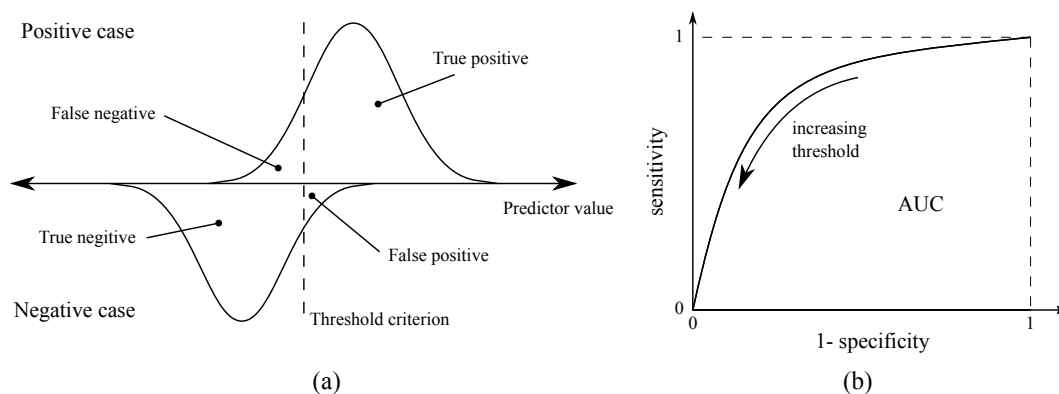 Positive case
True positive
False negative
Predictor value
True negitive
False positive
Negative case
Threshold criterion
(a)
1
sensitivity
increasing
threshold
AUC
0
0
1
1- specificity
(b)